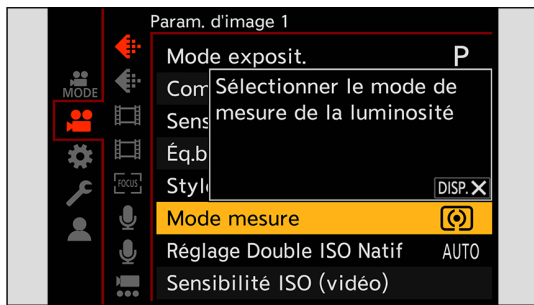 Param. d'image 1
MODE
Mode exposit.
P
Com
Sens
Éq.b
Style
FOCUS
Sélectionner le mode de
mesure de la luminosité
DISP.
Mode mesure
Réglage Double ISO Natif
AUTO
Sensibilité ISO (vidéo)